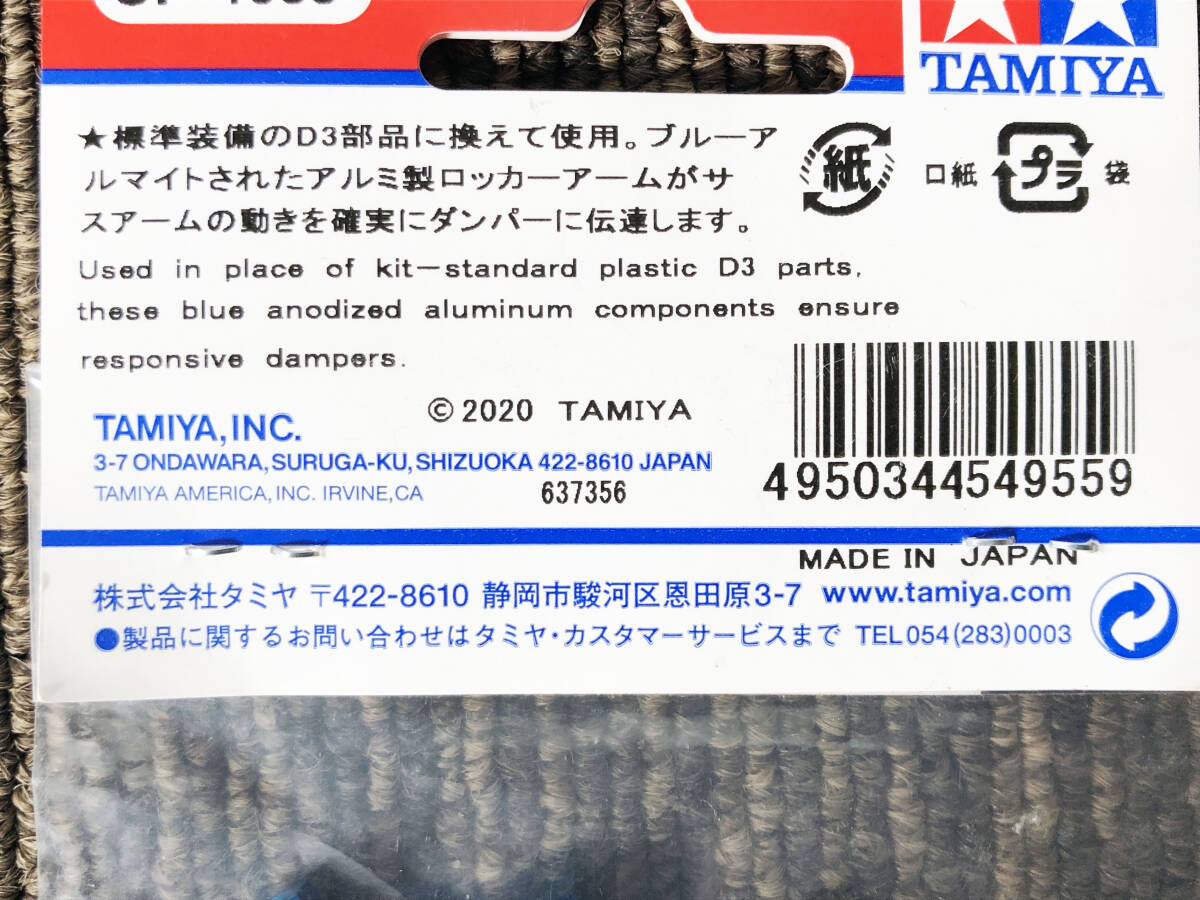 TAMIYA
★標準装備のD3部品に換えて使用。ブルーア
ルマイトされたアルミ製ロッカーアームがサ
スアームの動きを確実にダンパーに伝達します。
紙
口紙
プラ
袋
Used in place of kit-standard plastic D3 parts,
these blue anodized aluminum components ensure
responsive dampers.
© 2020 TAMIYA
TAMIYA, INC.
3-7 ONDAWARA, SURUGA-KU, SHIZUOKA 422-8610 JAPAN
TAMIYA AMERICA, INC. IRVINE, CA
637356
4950344549559
MADE IN JAPAN
株式会社タミヤ 〒422-8610 静岡市駿河区恩田原3-7 www.tamiya.com
●製品に関するお問い合わせはタミヤ・カスタマーサービスまで TEL054(283)0003